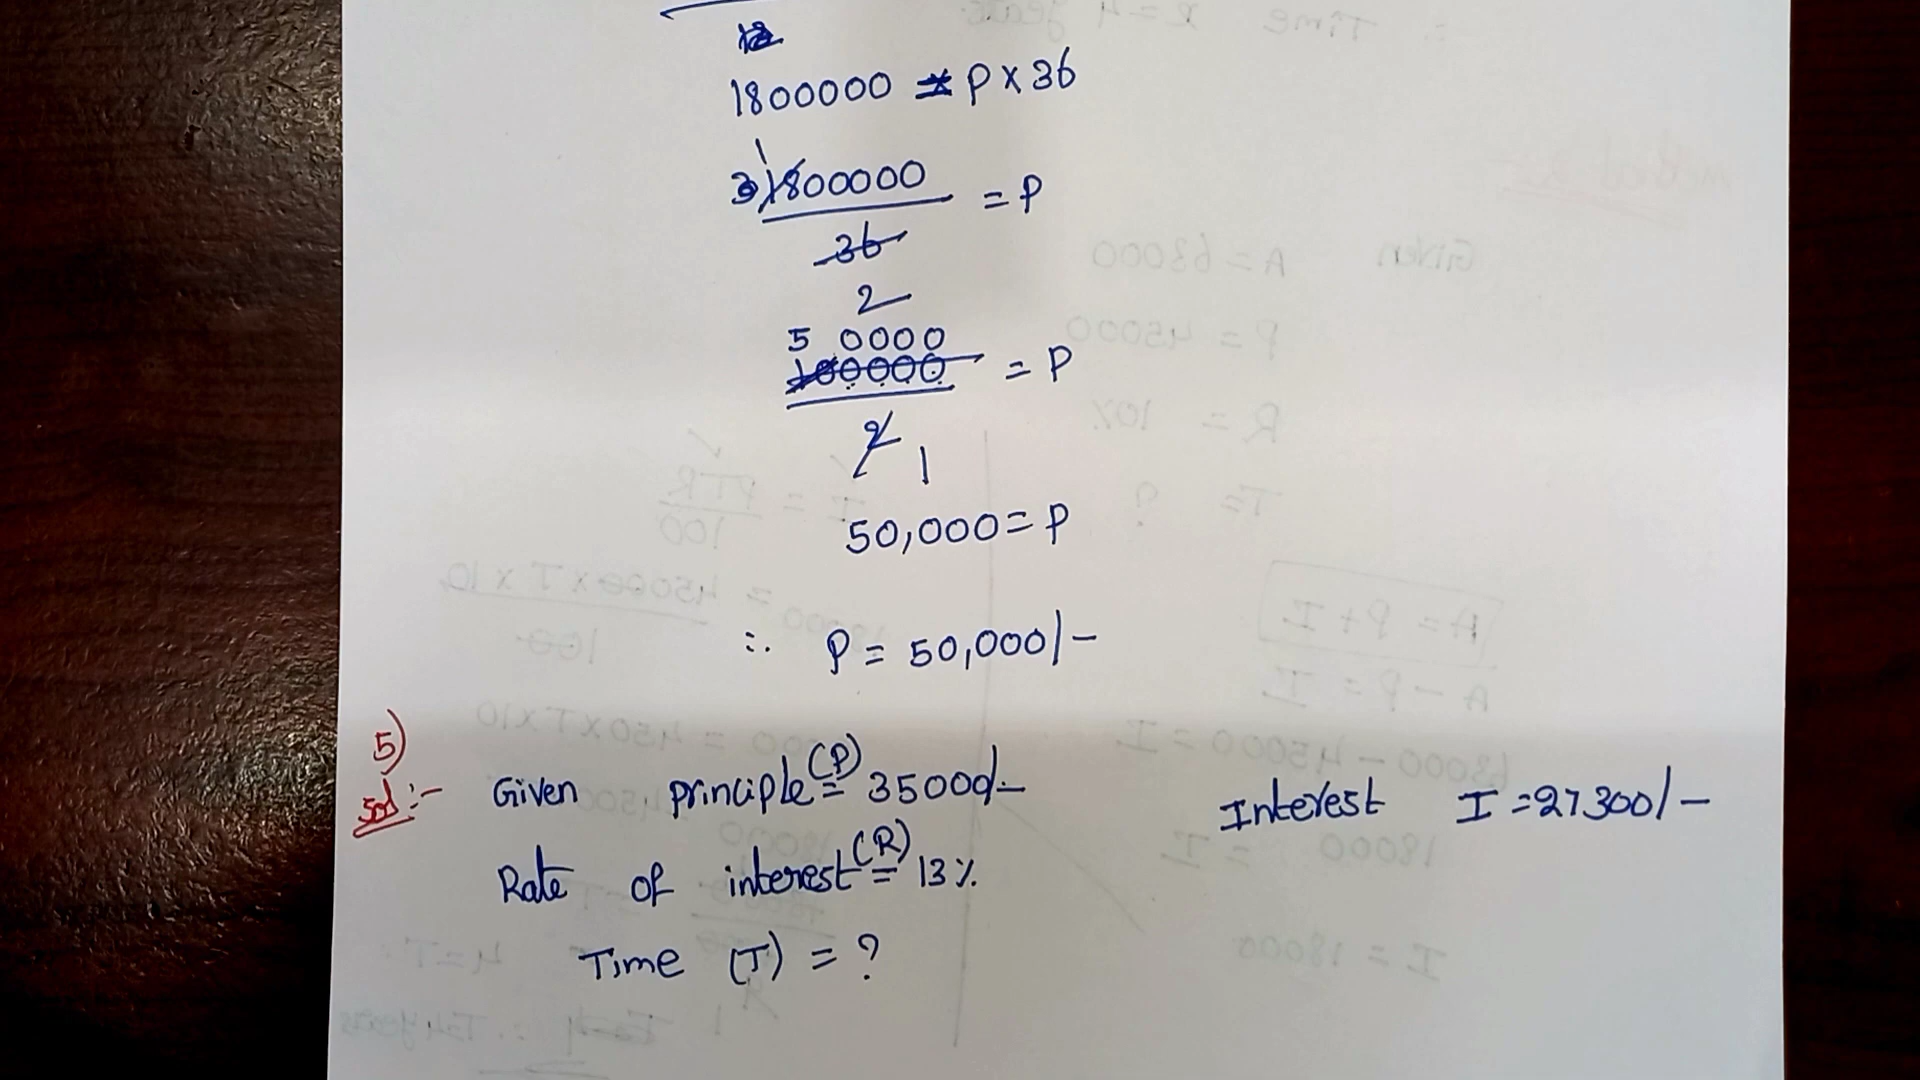 1800000 = P X 36
1800000 = P
36
2
5 0000
100000 = P
2 1
50,000 = P
∴ P = 50,000/-
5)
Sol :- Given principle (P) = 35000/- Interest I = 27300/-
Rate of interest (R) = 13%
Time (T) = ?